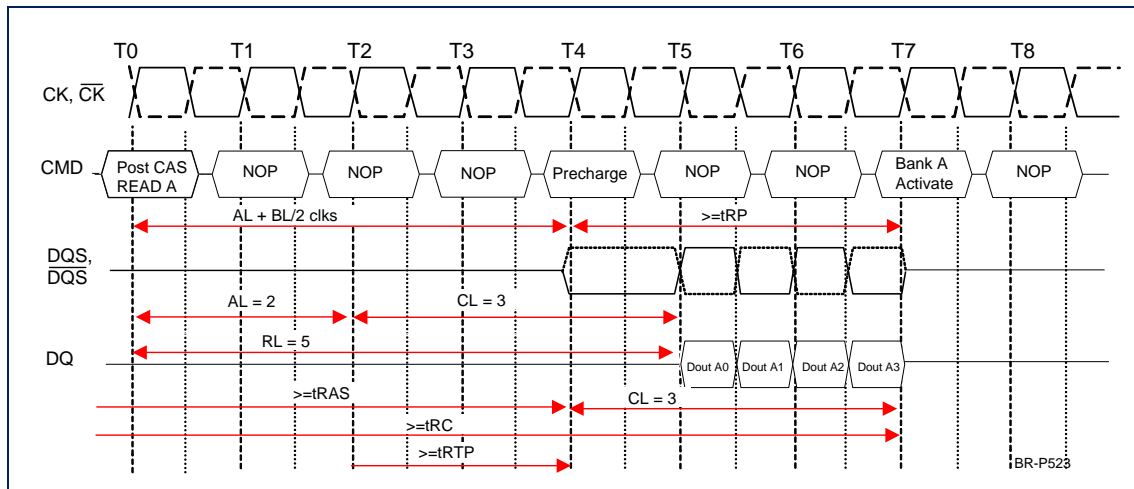 T0 T1 T2 T3 T4 T5 T6 T7 T8
CK, CK
CMD
Post CAS
READ A
NOP
NOP
NOP
Precharge
NOP
NOP
Bank A
Activate
NOP
AL + BL/2 clks
>=tRP
DQS,
DQS
AL = 2
CL = 3
RL = 5
DQ
Dout A0
Dout A1
Dout A2
Dout A3
>=tRAS
CL = 3
>=tRC
>=tRTP
BR-P523